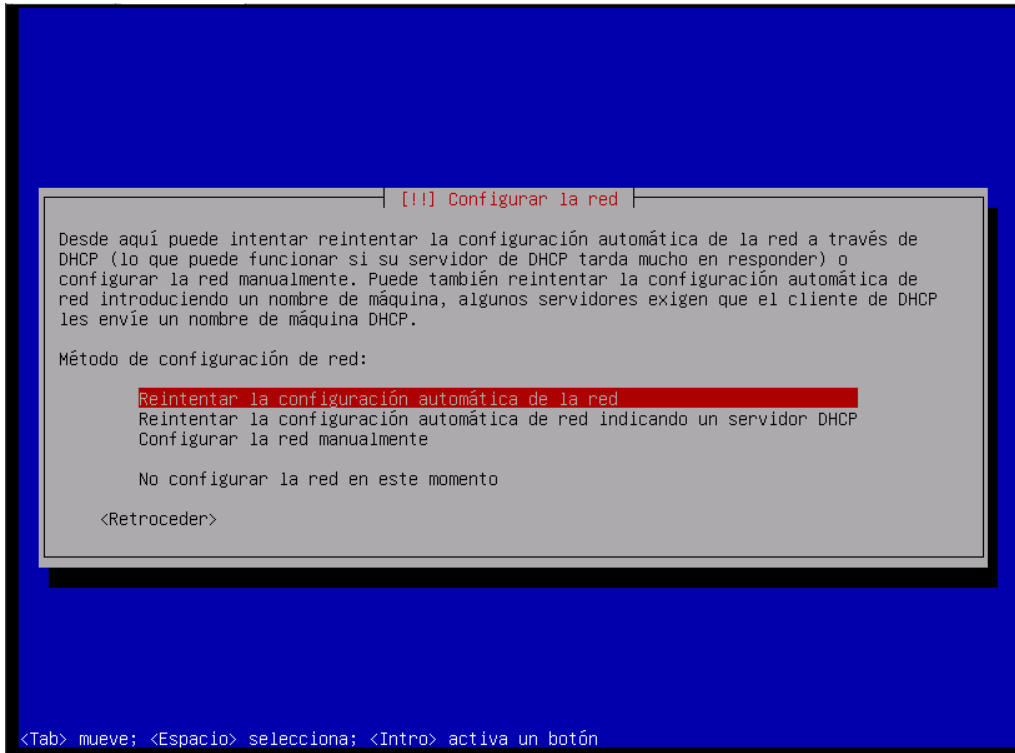 [!!] Configurar la red
Desde aquí puede intentar reintentar la configuración automática de la red a través de
DHCP (lo que puede funcionar si su servidor de DHCP tarda mucho en responder) o
configurar la red manualmente. Puede también reintentar la configuración automática de
red introduciendo un nombre de máquina, algunos servidores exigen que el cliente de DHCP
les envíe un nombre de máquina DHCP.
Método de configuración de red:
Reintentar la configuración automática de la red
Reintentar la configuración automática de red indicando un servidor DHCP
Configurar la red manualmente
No configurar la red en este momento
<Retroceder>
<Tab> mueve; <Espacio> selecciona; <Intro> activa un botón